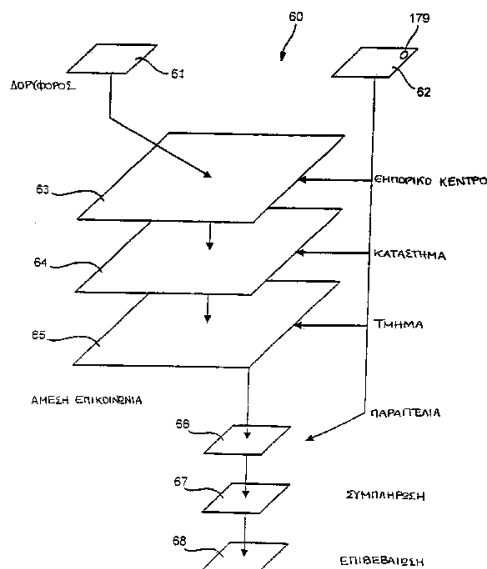 60
179
61
62
ΔΟΡΥΦΟΡΟΣ
63
ΕΜΠΟΡΙΚΟ ΚΕΝΤΡΟ
64
ΚΑΤΑΣΤΗΜΑ
65
ΤΜΗΜΑ
ΑΜΕΣΗ ΕΠΙΚΟΙΝΩΝΙΑ
ΠΑΡΑΓΓΕΛΙΑ
66
67
ΣΥΜΠΛΗΡΩΣΗ
68
ΕΠΙΒΕΒΑΙΩΣΗ